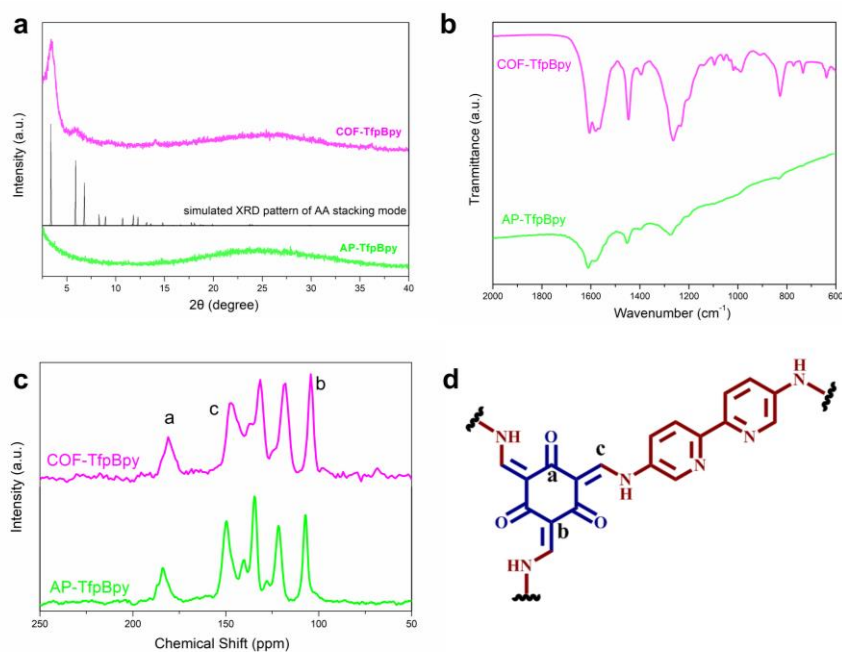 a
COF-TfpBpy
simulated XRD pattern of AA stacking mode
AP-TfpBpy
Intensity (a.u.)
5 10 15 20 25 30 35 40
2θ (degree)
b
COF-TfpBpy
AP-TfpBpy
Tranmittance (a.u.)
2000 1800 1600 1400 1200 1000 800 600
Wavenumber (cm-1)
c
a
c
b
COF-TfpBpy
AP-TfpBpy
Intensity (a.u.)
250 200 150 100 50
Chemical Shift (ppm)
d
H
N
N
N
NH
O
c
a
N
H
O
O
b
HN